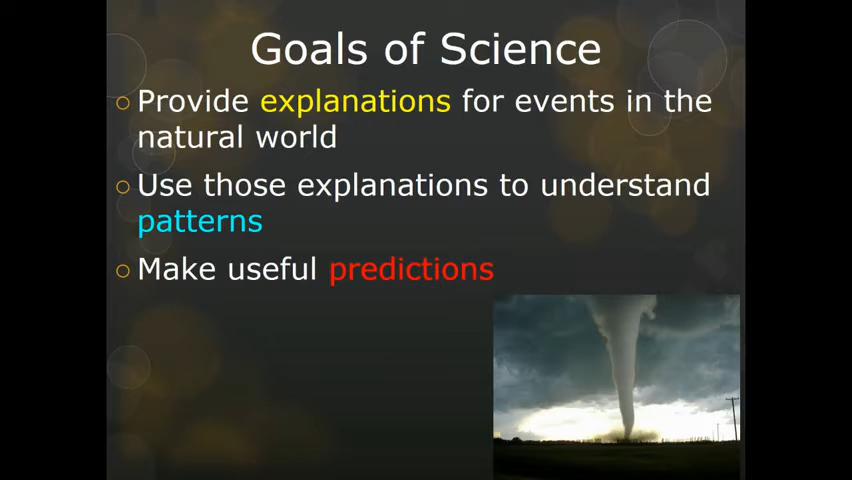 Goals of Science
Provide explanations for events in the
natural world
Use those explanations to understand
patterns
Make useful predictions